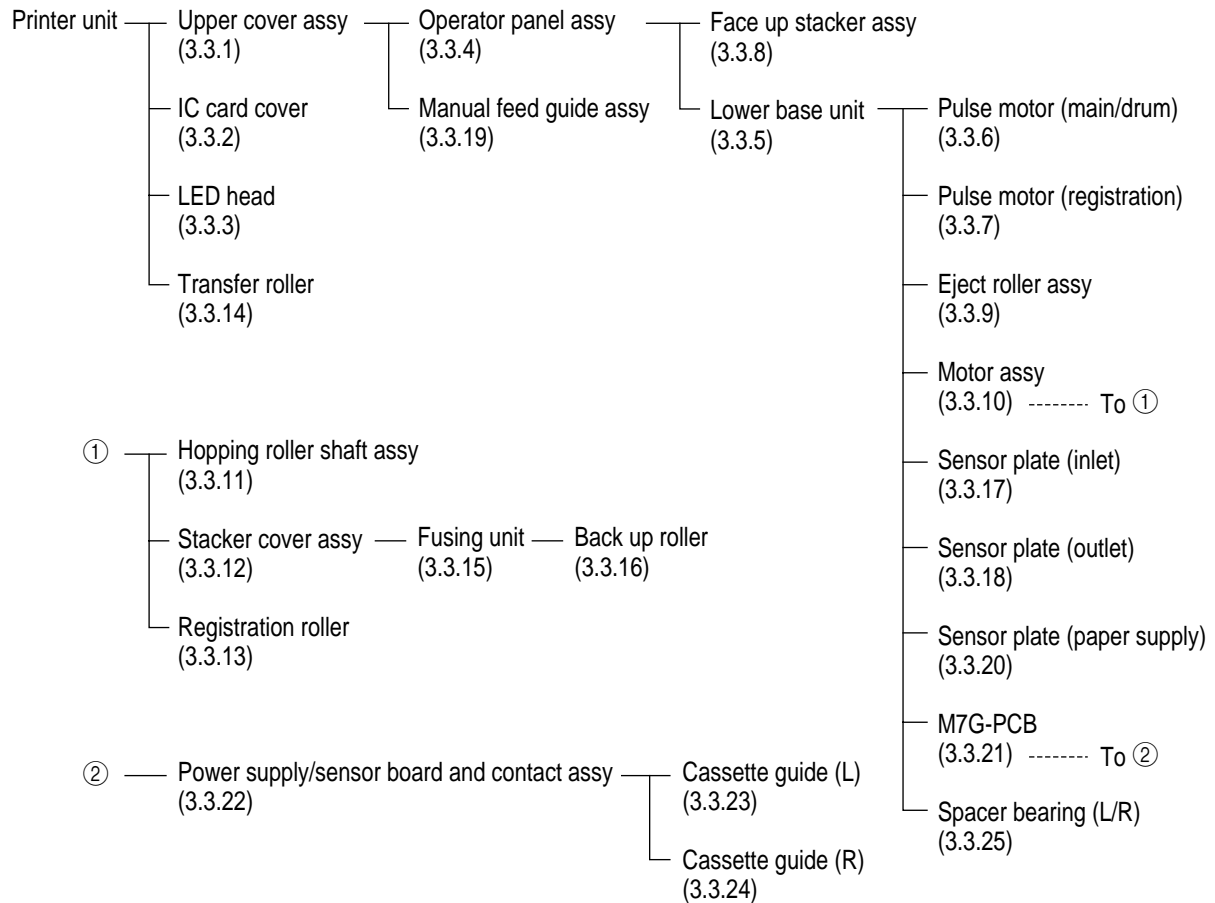 Printer unit
Upper cover assy
(3.3.1)
Operator panel assy
(3.3.4)
Face up stacker assy
(3.3.8)
IC card cover
(3.3.2)
Manual feed guide assy
(3.3.19)
Lower base unit
(3.3.5)
Pulse motor (main/drum)
(3.3.6)
LED head
(3.3.3)
Pulse motor (registration)
(3.3.7)
Transfer roller
(3.3.14)
Eject roller assy
(3.3.9)
Motor assy
(3.3.10) -------- To ①
① Hopping roller shaft assy
(3.3.11)
Sensor plate (inlet)
(3.3.17)
Stacker cover assy
(3.3.12)
Fusing unit
(3.3.15)
Back up roller
(3.3.16)
Sensor plate (outlet)
(3.3.18)
Registration roller
(3.3.13)
Sensor plate (paper supply)
(3.3.20)
M7G-PCB
(3.3.21) -------- To ②
② Power supply/sensor board and contact assy
(3.3.22)
Cassette guide (L)
(3.3.23)
Spacer bearing (L/R)
(3.3.25)
Cassette guide (R)
(3.3.24)